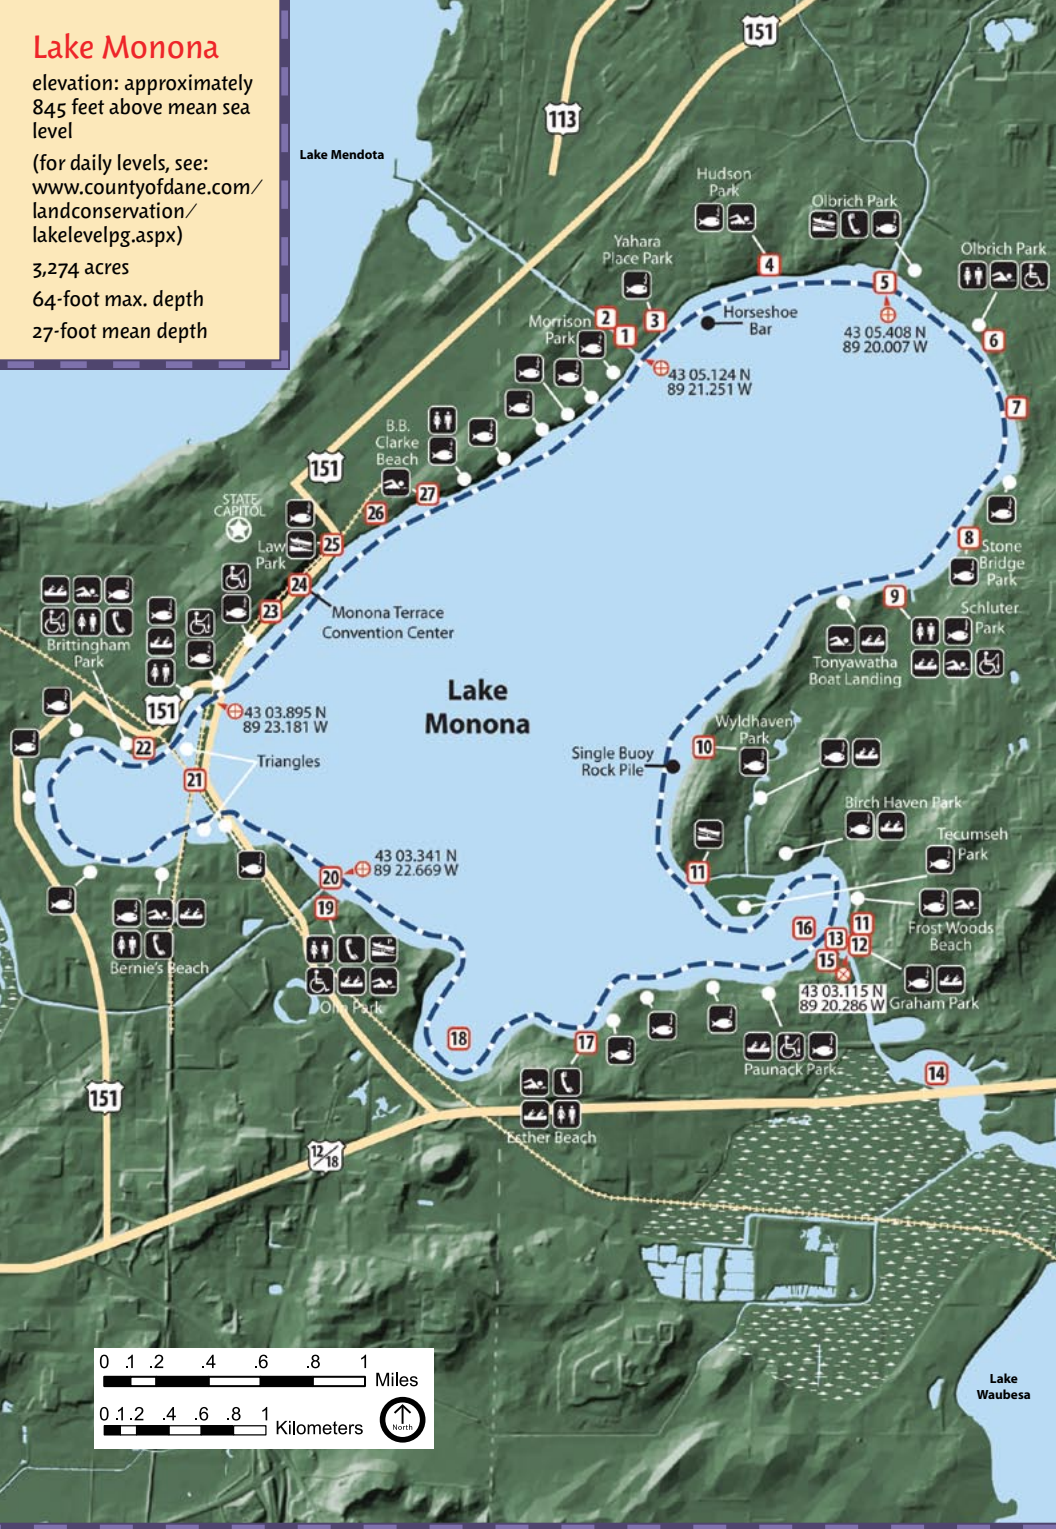 Lake Monona
elevation: approximately
845 feet above mean sea
level
(for daily levels, see:
www.countyofdane.com/
landconservation/
lakelevelpg.aspx)
3,274 acres
64-foot max. depth
27-foot mean depth
151
113
Lake Mendota
Hudson
Park
Olbrich Park
Yahara
Place Park
Olbrich Park
4
5
2
1
3
Morrison
Park
Horseshoe
Bar
43 05.408 N
89 20.007 W
6
43 05.124 N
89 21.251 W
7
B.B.
Clarke
Beach
151
27
26
STATE
CAPITOL
Law
Park
25
24
23
Monona Terrace
Convention Center
8
Stone
Bridge
Park
9
Schluter
Park
Tonyawatha
Boat Landing
Brittingham
Park
151
43 03.895 N
89 23.181 W
Lake
Monona
Wyldhaven
Park
10
Single Buoy
Rock Pile
22
21
Triangles
Birch Haven Park
Tecumseh
Park
43 03.341 N
89 22.669 W
20
19
11
16
13
11
12
15
Frost Woods
Beach
43 03.115 N
89 20.286 W
Graham Park
Bernie's Beach
Olin Park
18
17
Paunack Park
14
Esther Beach
151
12/18
0 .1 .2 .4 .6 .8 1
Miles
0 .1 .2 .4 .6 .8 1
Kilometers
North
Lake
Waubesa